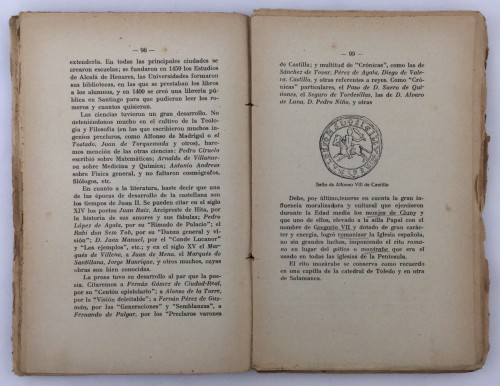 — 98 —
extenderla. En todas las principales ciudades se
crearon escuelas; se fundaron en 1459 los Estudios
de Alcalá de Henares, las Universidades formaron
sus bibliotecas, en las que se prestaban los libros
a los alumnos, y en 1460 se creó una librería pú-
blica en Santiago para que pudieran leer los ro-
meros y cuantos quisieran.
Las ciencias tuvieron un gran desarrollo. No
deteniéndonos mucho en el cultivo de la Teolo-
gía y Filosofía (en las que escribieron muchos in-
genios preclaros, como Alfonso de Madrigal o el
Tostado, Juan de Torquemada y otros), hare-
mos mención de las otras ciencias: Pedro Ciruelo
escribió sobre Matemáticas; Arnaldo de Villanue-
va sobre Medicina y Química; Antonio Andreas
sobre Física general, y no faltaron cosmógrafos,
filólogos, etc.
En cuanto a la literatura, baste decir que una
de las épocas de desarrollo de la castellana son
los tiempos de Juan II. Se pueden citar en el siglo
XIV los poetas Juan Ruiz, Arcipreste de Hita, por
la historia de sus amores y sus fábulas; Pedro
López de Ayala, por su "Rimado de Palacio"; el
Rabí don Sem Tob, por su "Danza general y
visión"; D. Juan Manuel, por el "Conde Lucanor"
y "Los ejemplos", etc.; y en el siglo XV el Mar-
qués de Villena, a Juan de Mena, el Marqués de
Santillana, Jorge Manrique, y otros muchos, cuyas
obras son bien conocidas.
La prosa tuvo un desarrollo al par que la poe-
sía. Citaremos a Fernán Gómez de Ciudad-Real,
por su "Centón epistolario"; a Alonso de la Torre,
por la "Visión deleitable"; a Fernán Pérez de Guz-
mán, por las "Generaciones" y "Semblanzas", a
Fernando de Pulgar, por los "Preclaros varones
— 99 —
de Castilla"; y multitud de "Crónicas", como las de
Sánchez de Tovar, Pérez de Ayala, Diego de Vale-
ra, Castillo, y otras referentes a reyes. Como "Cró-
nicas" particulares, el Paso de D. Suero de Qui-
ñones, el Seguro de Tordesillas, las de D. Alvaro
de Luna, D. Pedro Niño, y otras
Sello de Alfonso VIII de Castilla
Debe, por último, tenerse en cuenta la gran in-
fluencia moralizadora y cultural que ejercieron
durante la Edad media los monjes de Cluny y
que uno de ellos, elevado a la silla Papal con el
nombre de Gregorio VII y dotado de gran carác-
ter y energía, logró romanizar la Iglesia española,
no sin grandes luchas, imponiendo el rito roma-
no en lugar del gótico o mozárabe, que era el
usado en todas las iglesias de la Península.
El rito mozárabe se conserva como recuerdo
en una capilla de la catedral de Toledo y en otra
de Salamanca.